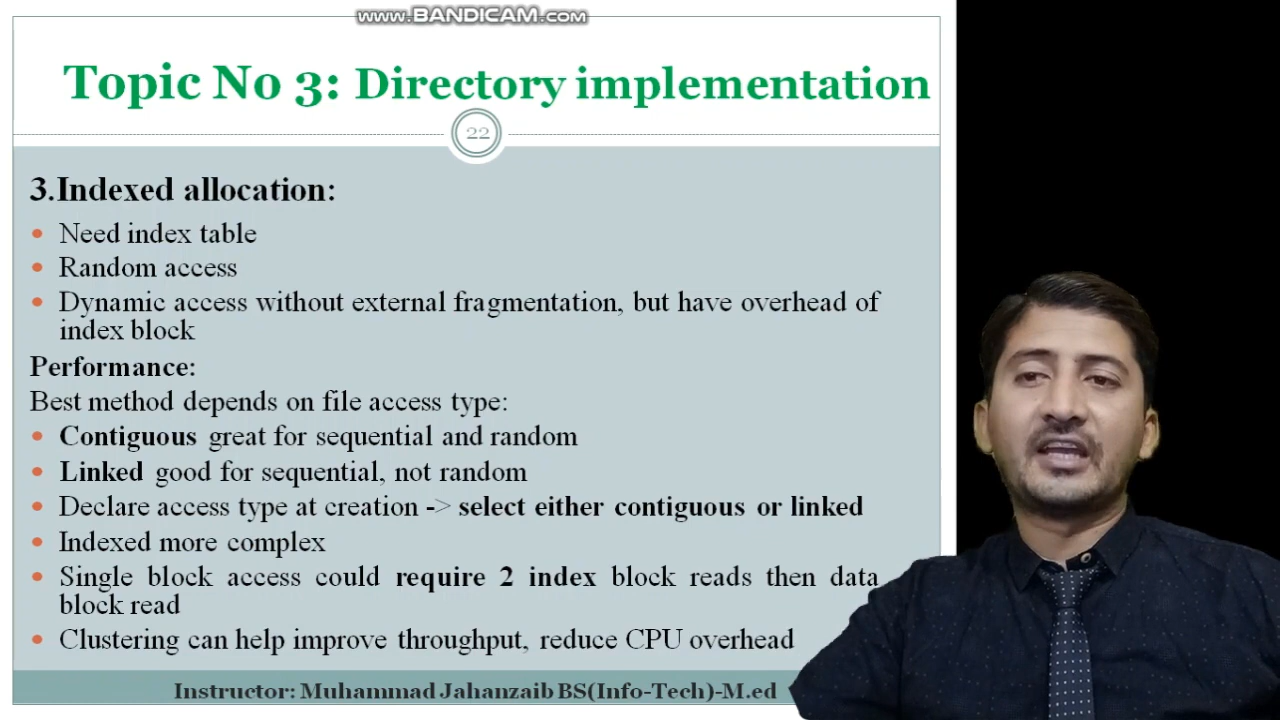 www.BANDICAM.com
Topic No 3: Directory implementation
22
3.Indexed allocation:
• Need index table
• Random access
• Dynamic access without external fragmentation, but have overhead of
index block
Performance:
Best method depends on file access type:
• Contiguous great for sequential and random
• Linked good for sequential, not random
• Declare access type at creation -> select either contiguous or linked
• Indexed more complex
• Single block access could require 2 index block reads then data
block read
• Clustering can help improve throughput, reduce CPU overhead
Instructor: Muhammad Jahanzaib BS(Info-Tech)-M.ed